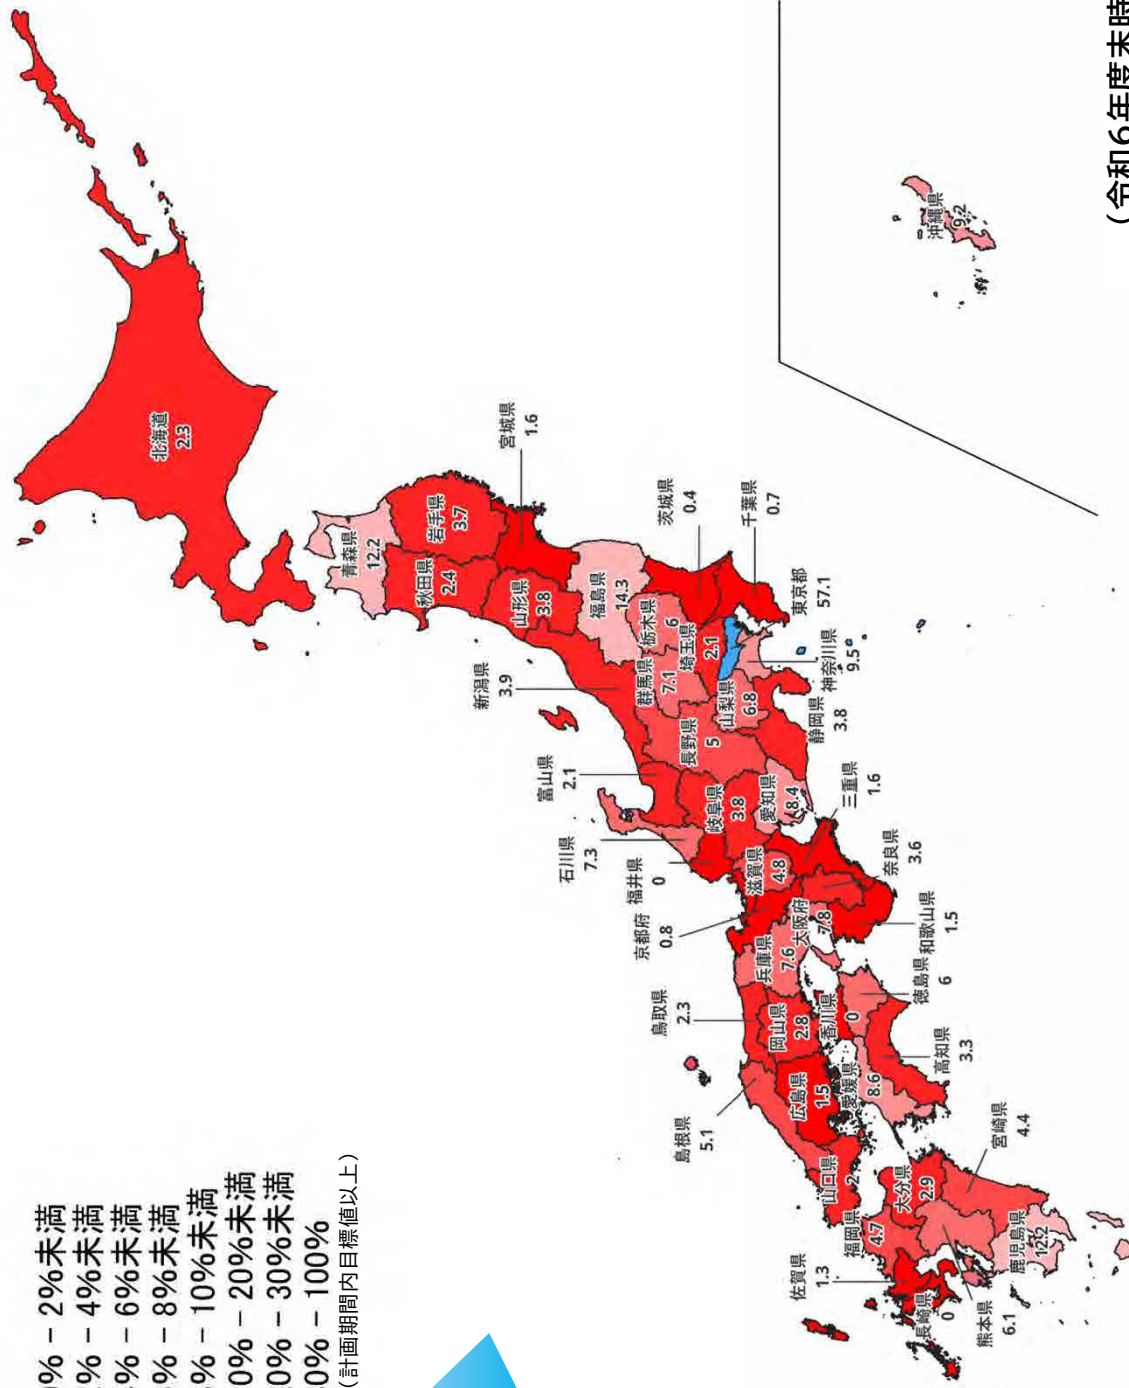 （令和6年度末時
0% − 2%未満
% − 4%未満
% − 6%未満
% − 8%未満
% − 10%未満
0% − 20%未満
0% − 30%未満
0% − 100%
（計画期間内目標値以上）
北海道
2.3
青森県
12.2
岩手県
3.7
宮城県
1.6
秋田県
2.4
山形県
3.8
福島県
14.3
茨城県
0.4
栃木県
6
群馬県
7.1
埼玉県
2.1
千葉県
0.7
東京都
57.1
神奈川県
9.5
新潟県
3.9
富山県
2.1
石川県
7.3
福井県
0
山梨県
6.8
長野県
5
岐阜県
3.8
静岡県
3.8
愛知県
8.4
三重県
1.6
滋賀県
4.8
京都府
0.8
大阪府
7.8
兵庫県
7.6
奈良県
3.6
和歌山県
1.5
鳥取県
2.3
島根県
5.1
岡山県
2.8
広島県
1.5
山口県
2
徳島県
6
香川県
0
愛媛県
8.6
高知県
3.3
福岡県
4.7
佐賀県
1.3
長崎県
0
熊本県
6.1
大分県
2.9
宮崎県
4.4
鹿児島県
12.2
沖縄県
9.2